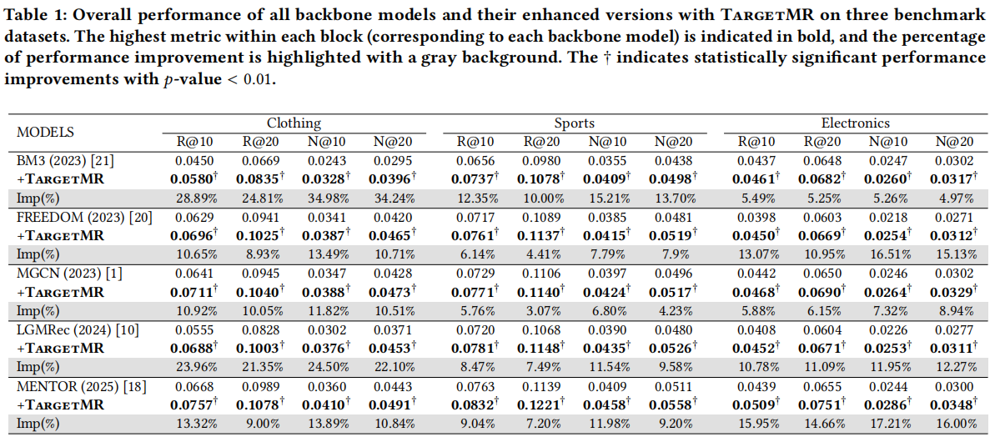 Table 1: Overall performance of all backbone models and their enhanced versions with TargetMR on three benchmark
datasets. The highest metric within each block (corresponding to each backbone model) is indicated in bold, and the percentage
of performance improvement is highlighted with a gray background. The † indicates statistically significant performance
improvements with p-value < 0.01.
MODELS Clothing Sports Electronics
R@10 R@20 N@10 N@20 R@10 R@20 N@10 N@20 R@10 R@20 N@10 N@20
BM3 (2023) [21] 0.0450 0.0669 0.0243 0.0295 0.0656 0.0980 0.0355 0.0438 0.0437 0.0648 0.0247 0.0302
+TargetMR 0.0580† 0.0835† 0.0328† 0.0396† 0.0737† 0.1078† 0.0409† 0.0498† 0.0461† 0.0682† 0.0260† 0.0317†
Imp(%) 28.89% 24.81% 34.98% 34.24% 12.35% 10.00% 15.21% 13.70% 5.49% 5.25% 5.26% 4.97%
FREEDOM (2023) [20] 0.0629 0.0941 0.0341 0.0420 0.0717 0.1089 0.0385 0.0481 0.0398 0.0603 0.0218 0.0271
+TargetMR 0.0696† 0.1025† 0.0387† 0.0465† 0.0761† 0.1137† 0.0415† 0.0519† 0.0450† 0.0669† 0.0254† 0.0312†
Imp(%) 10.65% 8.93% 13.49% 10.71% 6.14% 4.41% 7.79% 7.9% 13.07% 10.95% 16.51% 15.13%
MGCN (2023) [1] 0.0641 0.0945 0.0347 0.0428 0.0729 0.1106 0.0397 0.0496 0.0442 0.0650 0.0246 0.0302
+TargetMR 0.0711† 0.1040† 0.0388† 0.0473† 0.0771† 0.1140† 0.0424† 0.0517† 0.0468† 0.0690† 0.0264† 0.0329†
Imp(%) 10.92% 10.05% 11.82% 10.51% 5.76% 3.07% 6.80% 4.23% 5.88% 6.15% 7.32% 8.94%
LGMRec (2024) [10] 0.0555 0.0828 0.0302 0.0371 0.0720 0.1068 0.0390 0.0480 0.0408 0.0604 0.0226 0.0277
+TargetMR 0.0688† 0.1003† 0.0376† 0.0453† 0.0781† 0.1148† 0.0435† 0.0526† 0.0452† 0.0671† 0.0253† 0.0311†
Imp(%) 23.96% 21.35% 24.50% 22.10% 8.47% 7.49% 11.54% 9.58% 10.78% 11.09% 11.95% 12.27%
MENTOR (2025) [18] 0.0668 0.0989 0.0360 0.0443 0.0763 0.1139 0.0409 0.0511 0.0439 0.0655 0.0244 0.0300
+TargetMR 0.0757† 0.1078† 0.0410† 0.0491† 0.0832† 0.1221† 0.0458† 0.0558† 0.0509† 0.0751† 0.0286† 0.0348†
Imp(%) 13.32% 9.00% 13.89% 10.84% 9.04% 7.20% 11.98% 9.20% 15.95% 14.66% 17.21% 16.00%